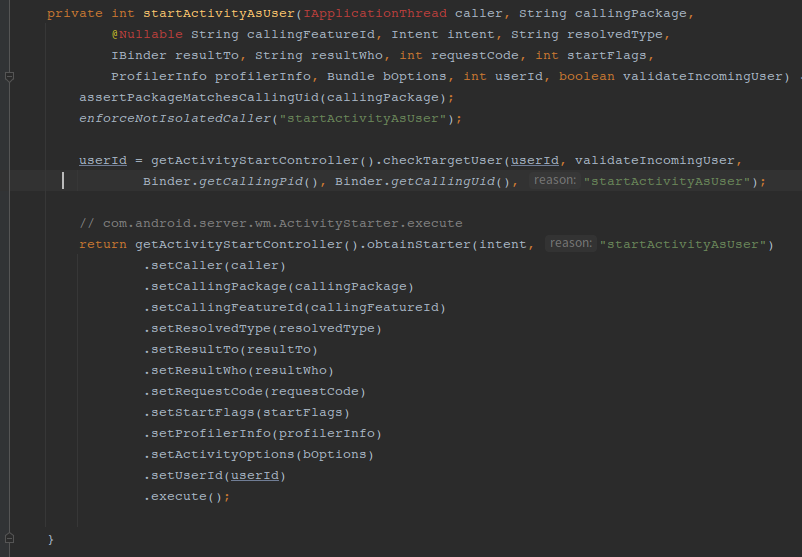 private int startActivityAsUser(IApplicationThread caller, String callingPackage,
        @Nullable String callingFeatureId, Intent intent, String resolvedType,
        IBinder resultTo, String resultWho, int requestCode, int startFlags,
        ProfilerInfo profilerInfo, Bundle bOptions, int userId, boolean validateIncomingUser)
    assertPackageMatchesCallingUid(callingPackage);
    enforceNotIsolatedCaller("startActivityAsUser");
    userId = getActivityStartController().checkTargetUser(userId, validateIncomingUser,
            Binder.getCallingPid(), Binder.getCallingUid(), reason: "startActivityAsUser");
    // com.android.server.wm.ActivityStarter.execute
    return getActivityStartController().obtainStarter(intent, reason: "startActivityAsUser")
            .setCaller(caller)
            .setCallingPackage(callingPackage)
            .setCallingFeatureId(callingFeatureId)
            .setResolvedType(resolvedType)
            .setResultTo(resultTo)
            .setResultWho(resultWho)
            .setRequestCode(requestCode)
            .setStartFlags(startFlags)
            .setProfilerInfo(profilerInfo)
            .setActivityOptions(bOptions)
            .setUserId(userId)
            .execute();
}